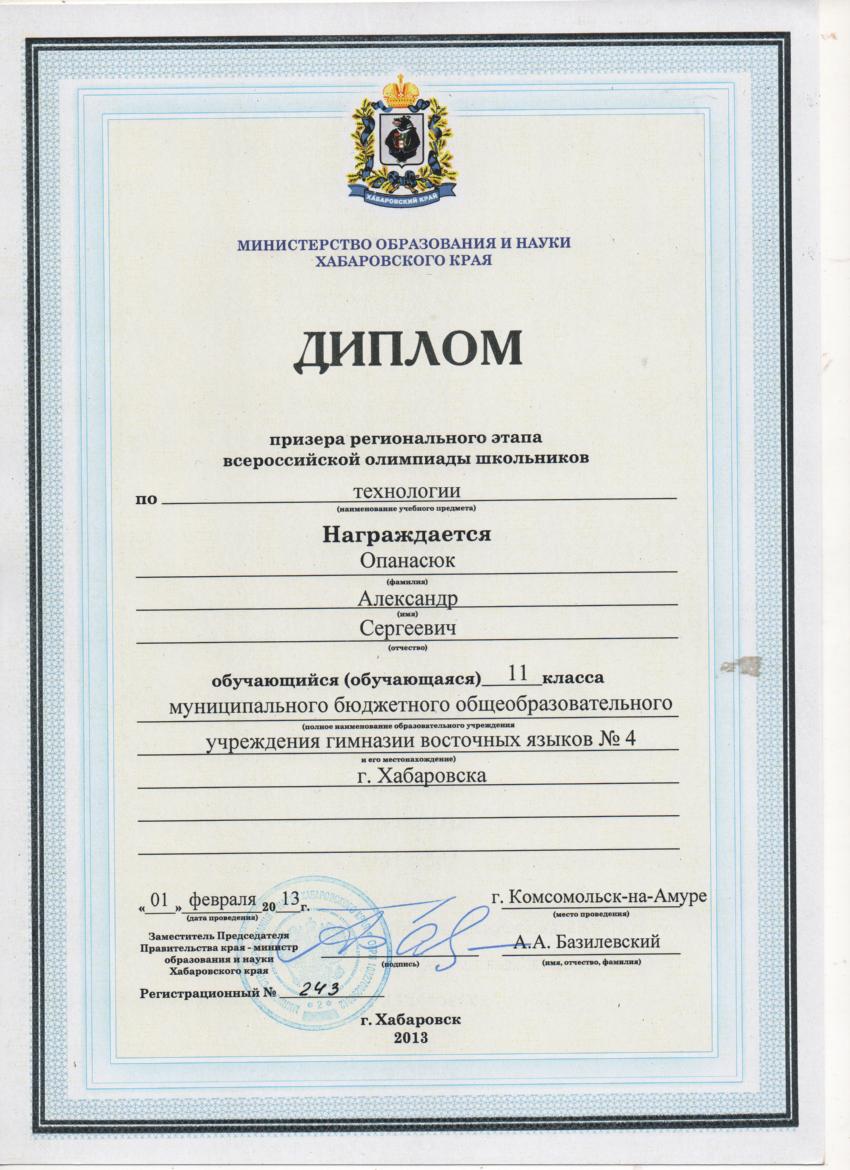 ХАБАРОВСКИЙ КРАЙ
МИНИСТЕРСТВО ОБРАЗОВАНИЯ И НАУКИ
ХАБАРОВСКОГО КРАЯ
ДИПЛОМ
призера регионального этапа
всероссийской олимпиады школьников
по технологии
(наименование учебного предмета)
Награждается
Опанасюк
(фамилия)
Александр
(имя)
Сергеевич
(отчество)
обучающийся (обучающаяся) 11 класса
муниципального бюджетного общеобразовательного
(полное наименование образовательного учреждения
учреждения гимназии восточных языков № 4
и его местонахождение)
г. Хабаровска
«01» февраля 2013г.
(дата проведения)
г. Комсомольск-на-Амуре
(место проведения)
Заместитель Председателя
Правительства края - министр
образования и науки
Хабаровского края
(подпись)
А.А. Базилевский
(имя, отчество, фамилия)
Регистрационный № 243
г. Хабаровск
2013